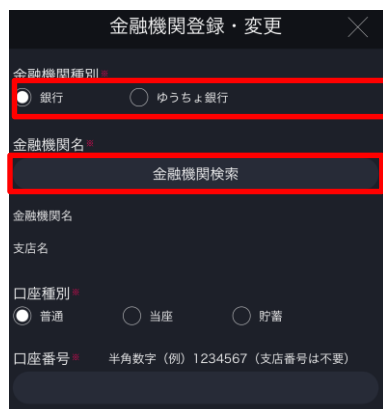 金融機関登録・変更
金融機関種別※
銀行 ゆうちょ銀行
金融機関名※
金融機関検索
金融機関名
支店名
口座種別※
普通 当座 貯蓄
口座番号※ 半角数字（例）1234567（支店番号は不要）